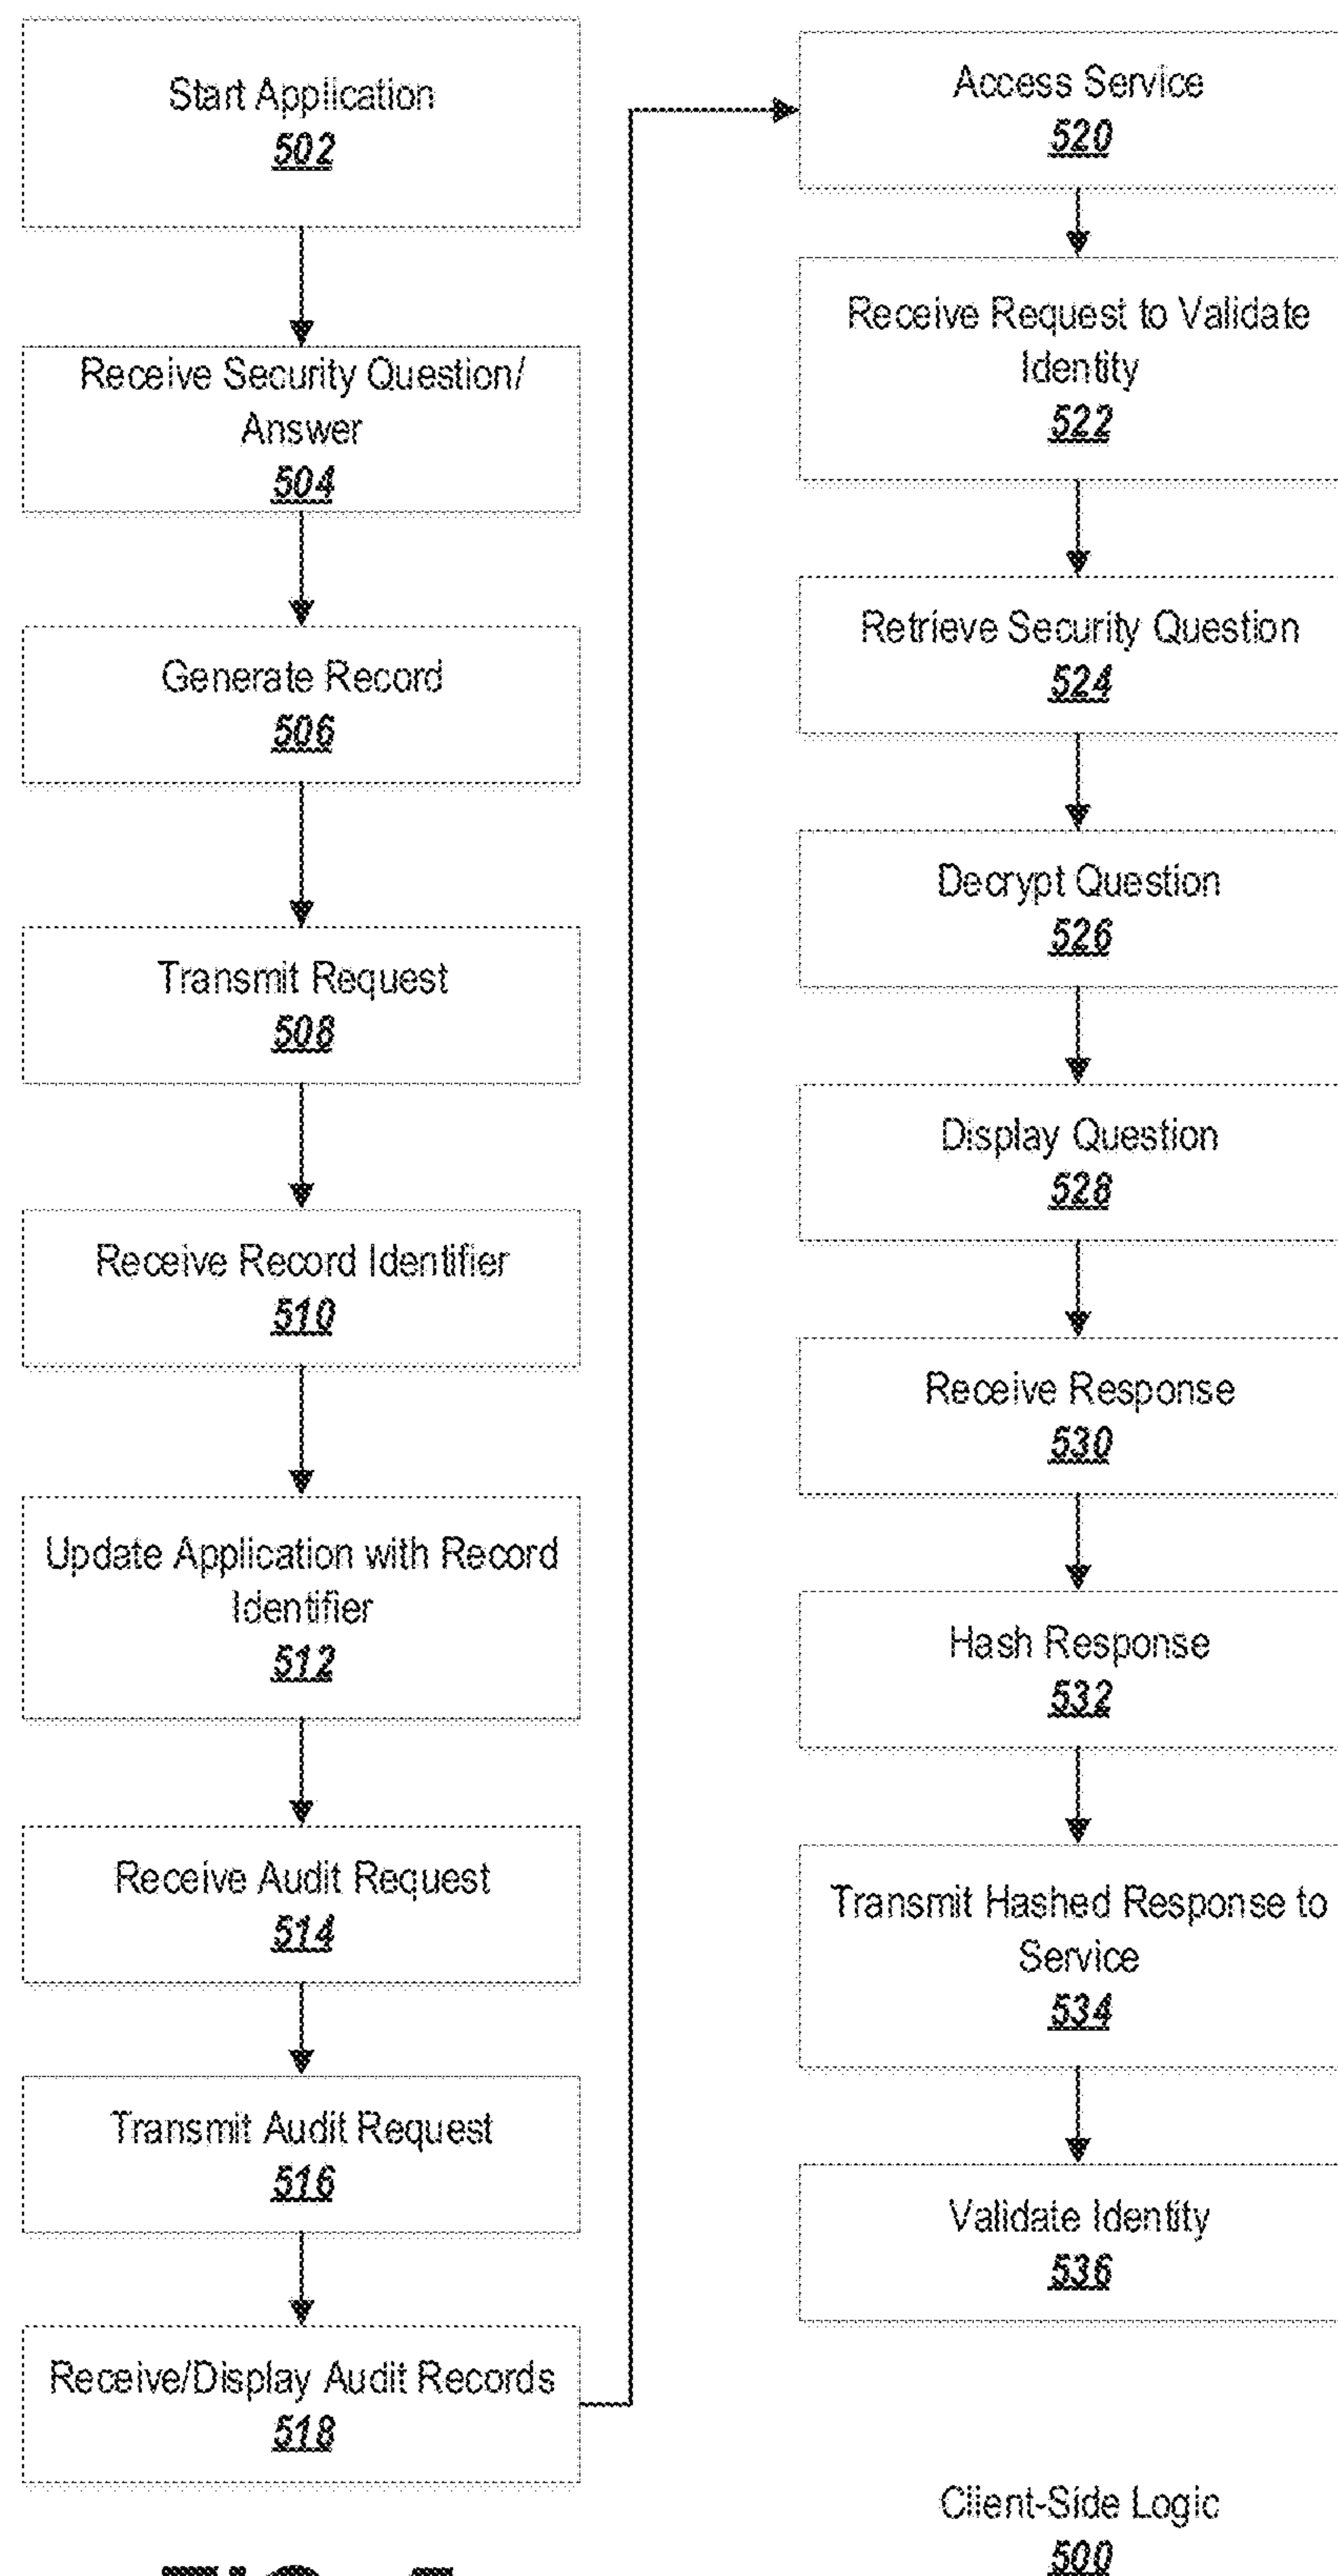 Start Application
502
Receive Security Question/
Answer
504
Generate Record
506
Transmit Request
508
Receive Record Identifier
510
Update Application with Record
Identifier
512
Receive Audit Request
514
Transmit Audit Request
516
Receive/Display Audit Records
518
Access Service
520
Receive Request to Validate
Identity
522
Retrieve Security Question
524
Decrypt Question
526
Display Question
528
Receive Response
530
Hash Response
532
Transmit Hashed Response to
Service
534
Validate Identity
536
Client-Side Logic
500